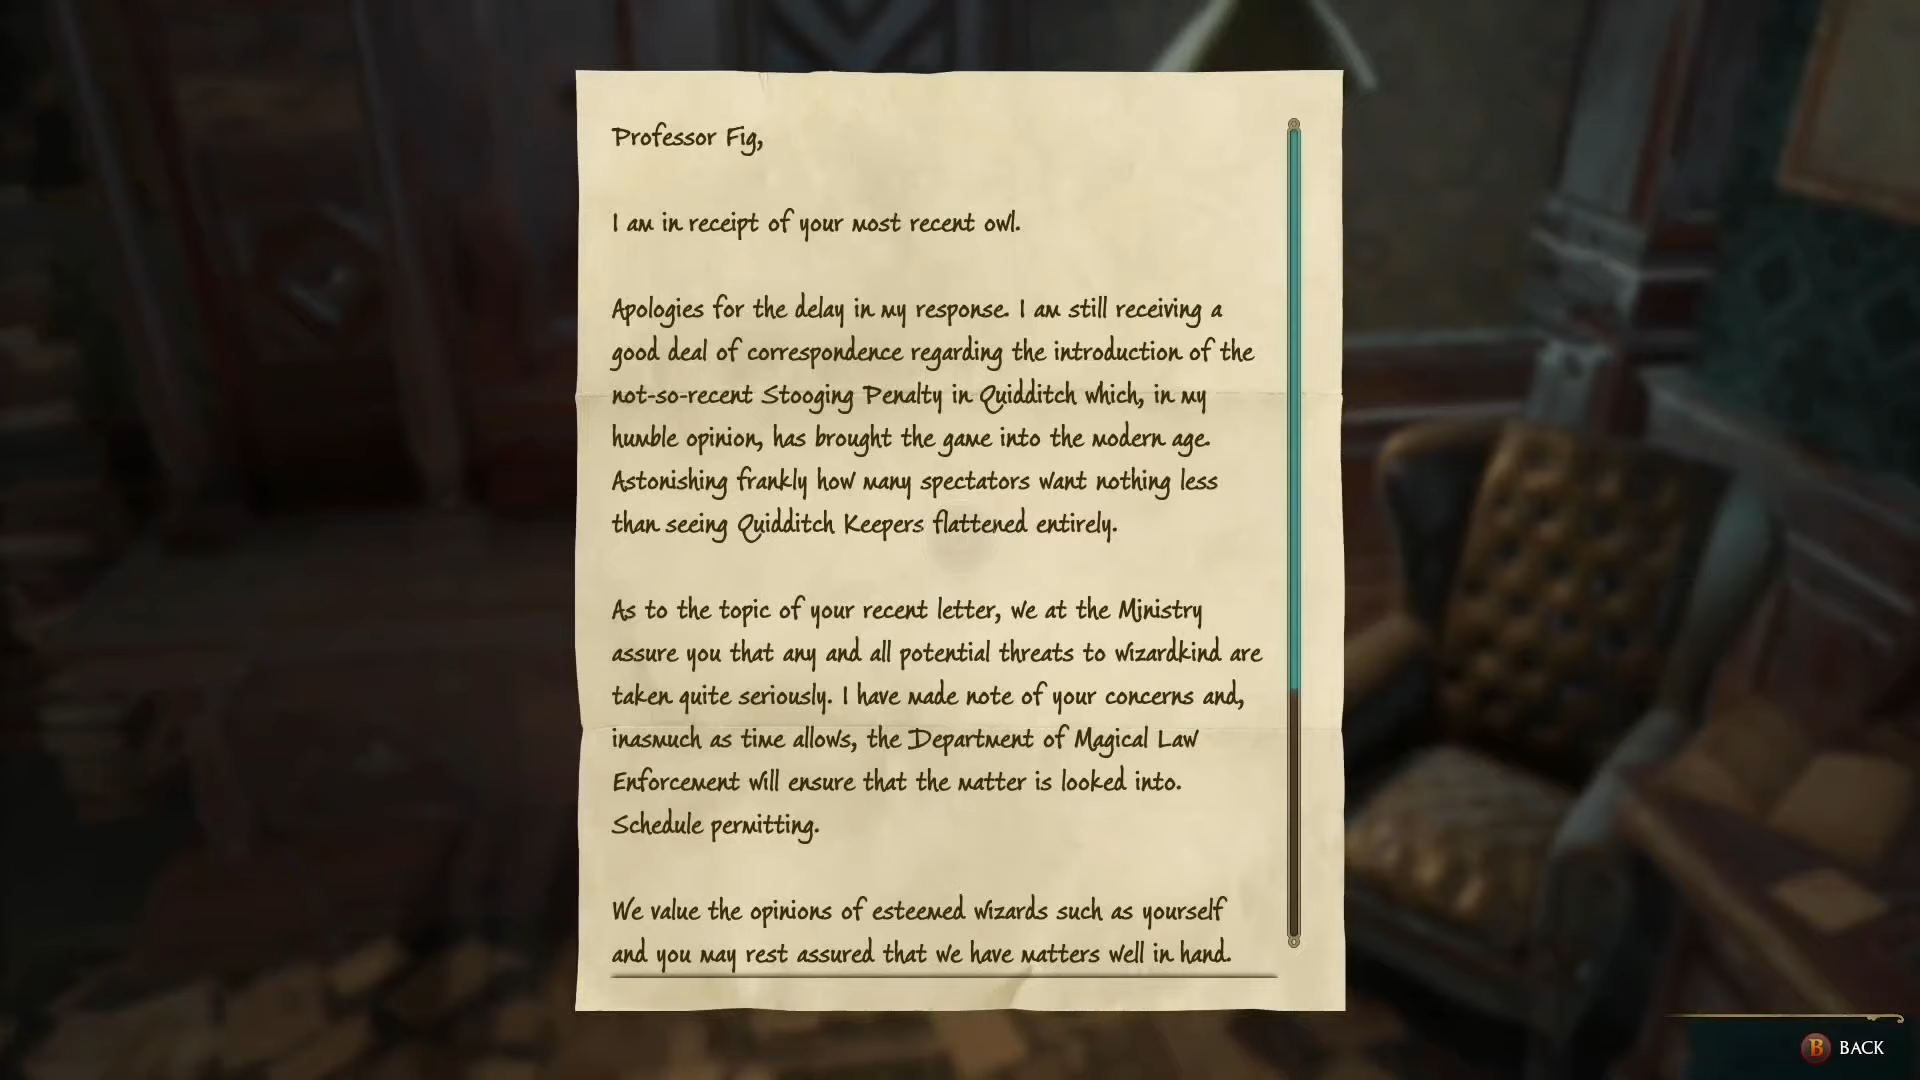 Professor Fig,
I am in receipt of your most recent owl.
Apologies for the delay in my response. I am still receiving a
good deal of correspondence regarding the introduction of the
not-so-recent Stooging Penalty in Quidditch which, in my
humble opinion, has brought the game into the modern age.
Astonishing frankly how many spectators want nothing less
than seeing Quidditch Keepers flattened entirely.
As to the topic of your recent letter, we at the Ministry
assure you that any and all potential threats to wizardkind are
taken quite seriously. I have made note of your concerns and,
inasmuch as time allows, the Department of Magical Law
Enforcement will ensure that the matter is looked into.
Schedule permitting.
We value the opinions of esteemed wizards such as yourself
and you may rest assured that we have matters well in hand.
B BACK